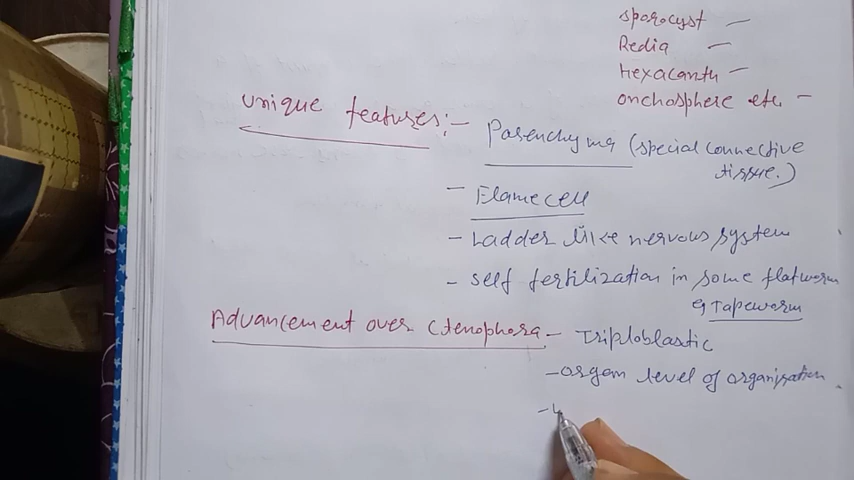 sporocyst –
Redia –
Hexacanth –
onchosphere etc. –
Unique features:- Parenchyma (special connective
tissue.)
- Flame cell
- Ladder like nervous system
- self fertilization in some flatworm
eg Tapeworm
Advancement over Ctenophora - Triploblastic
- organ level of organisation.
-